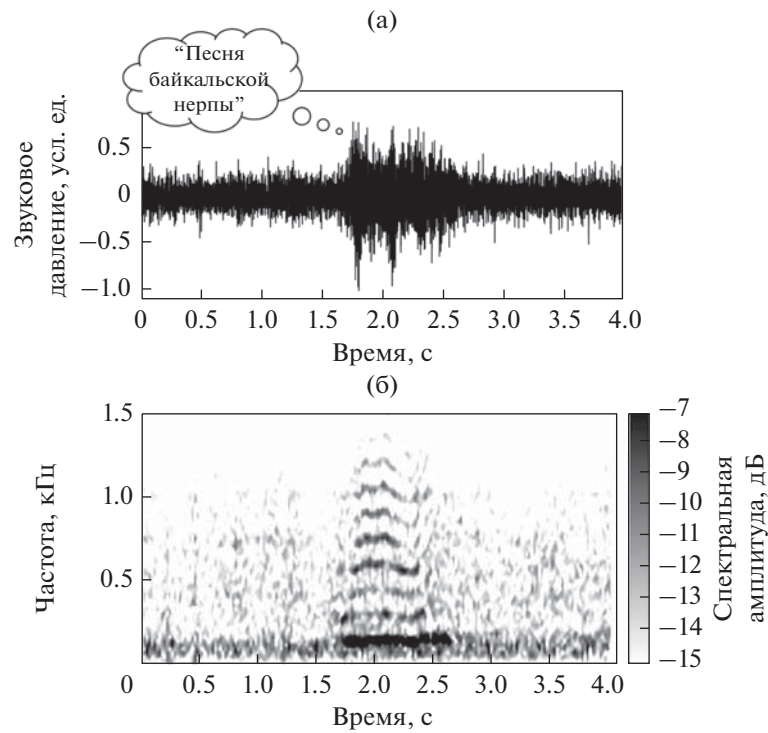 (а)
“Песня
байкальской
нерпы”
Звуковое
давление, усл. ед.
0.5
0
−0.5
−1.0
0 0.5 1.0 1.5 2.0 2.5 3.0 3.5 4.0
Время, с
(б)
Частота, кГц
1.5
1.0
0.5
0 0.5 1.0 1.5 2.0 2.5 3.0 3.5 4.0
Время, с
−7
−8
−9
−10
−11
−12
−13
−14
−15
Спектральная
амплитуда, дБ